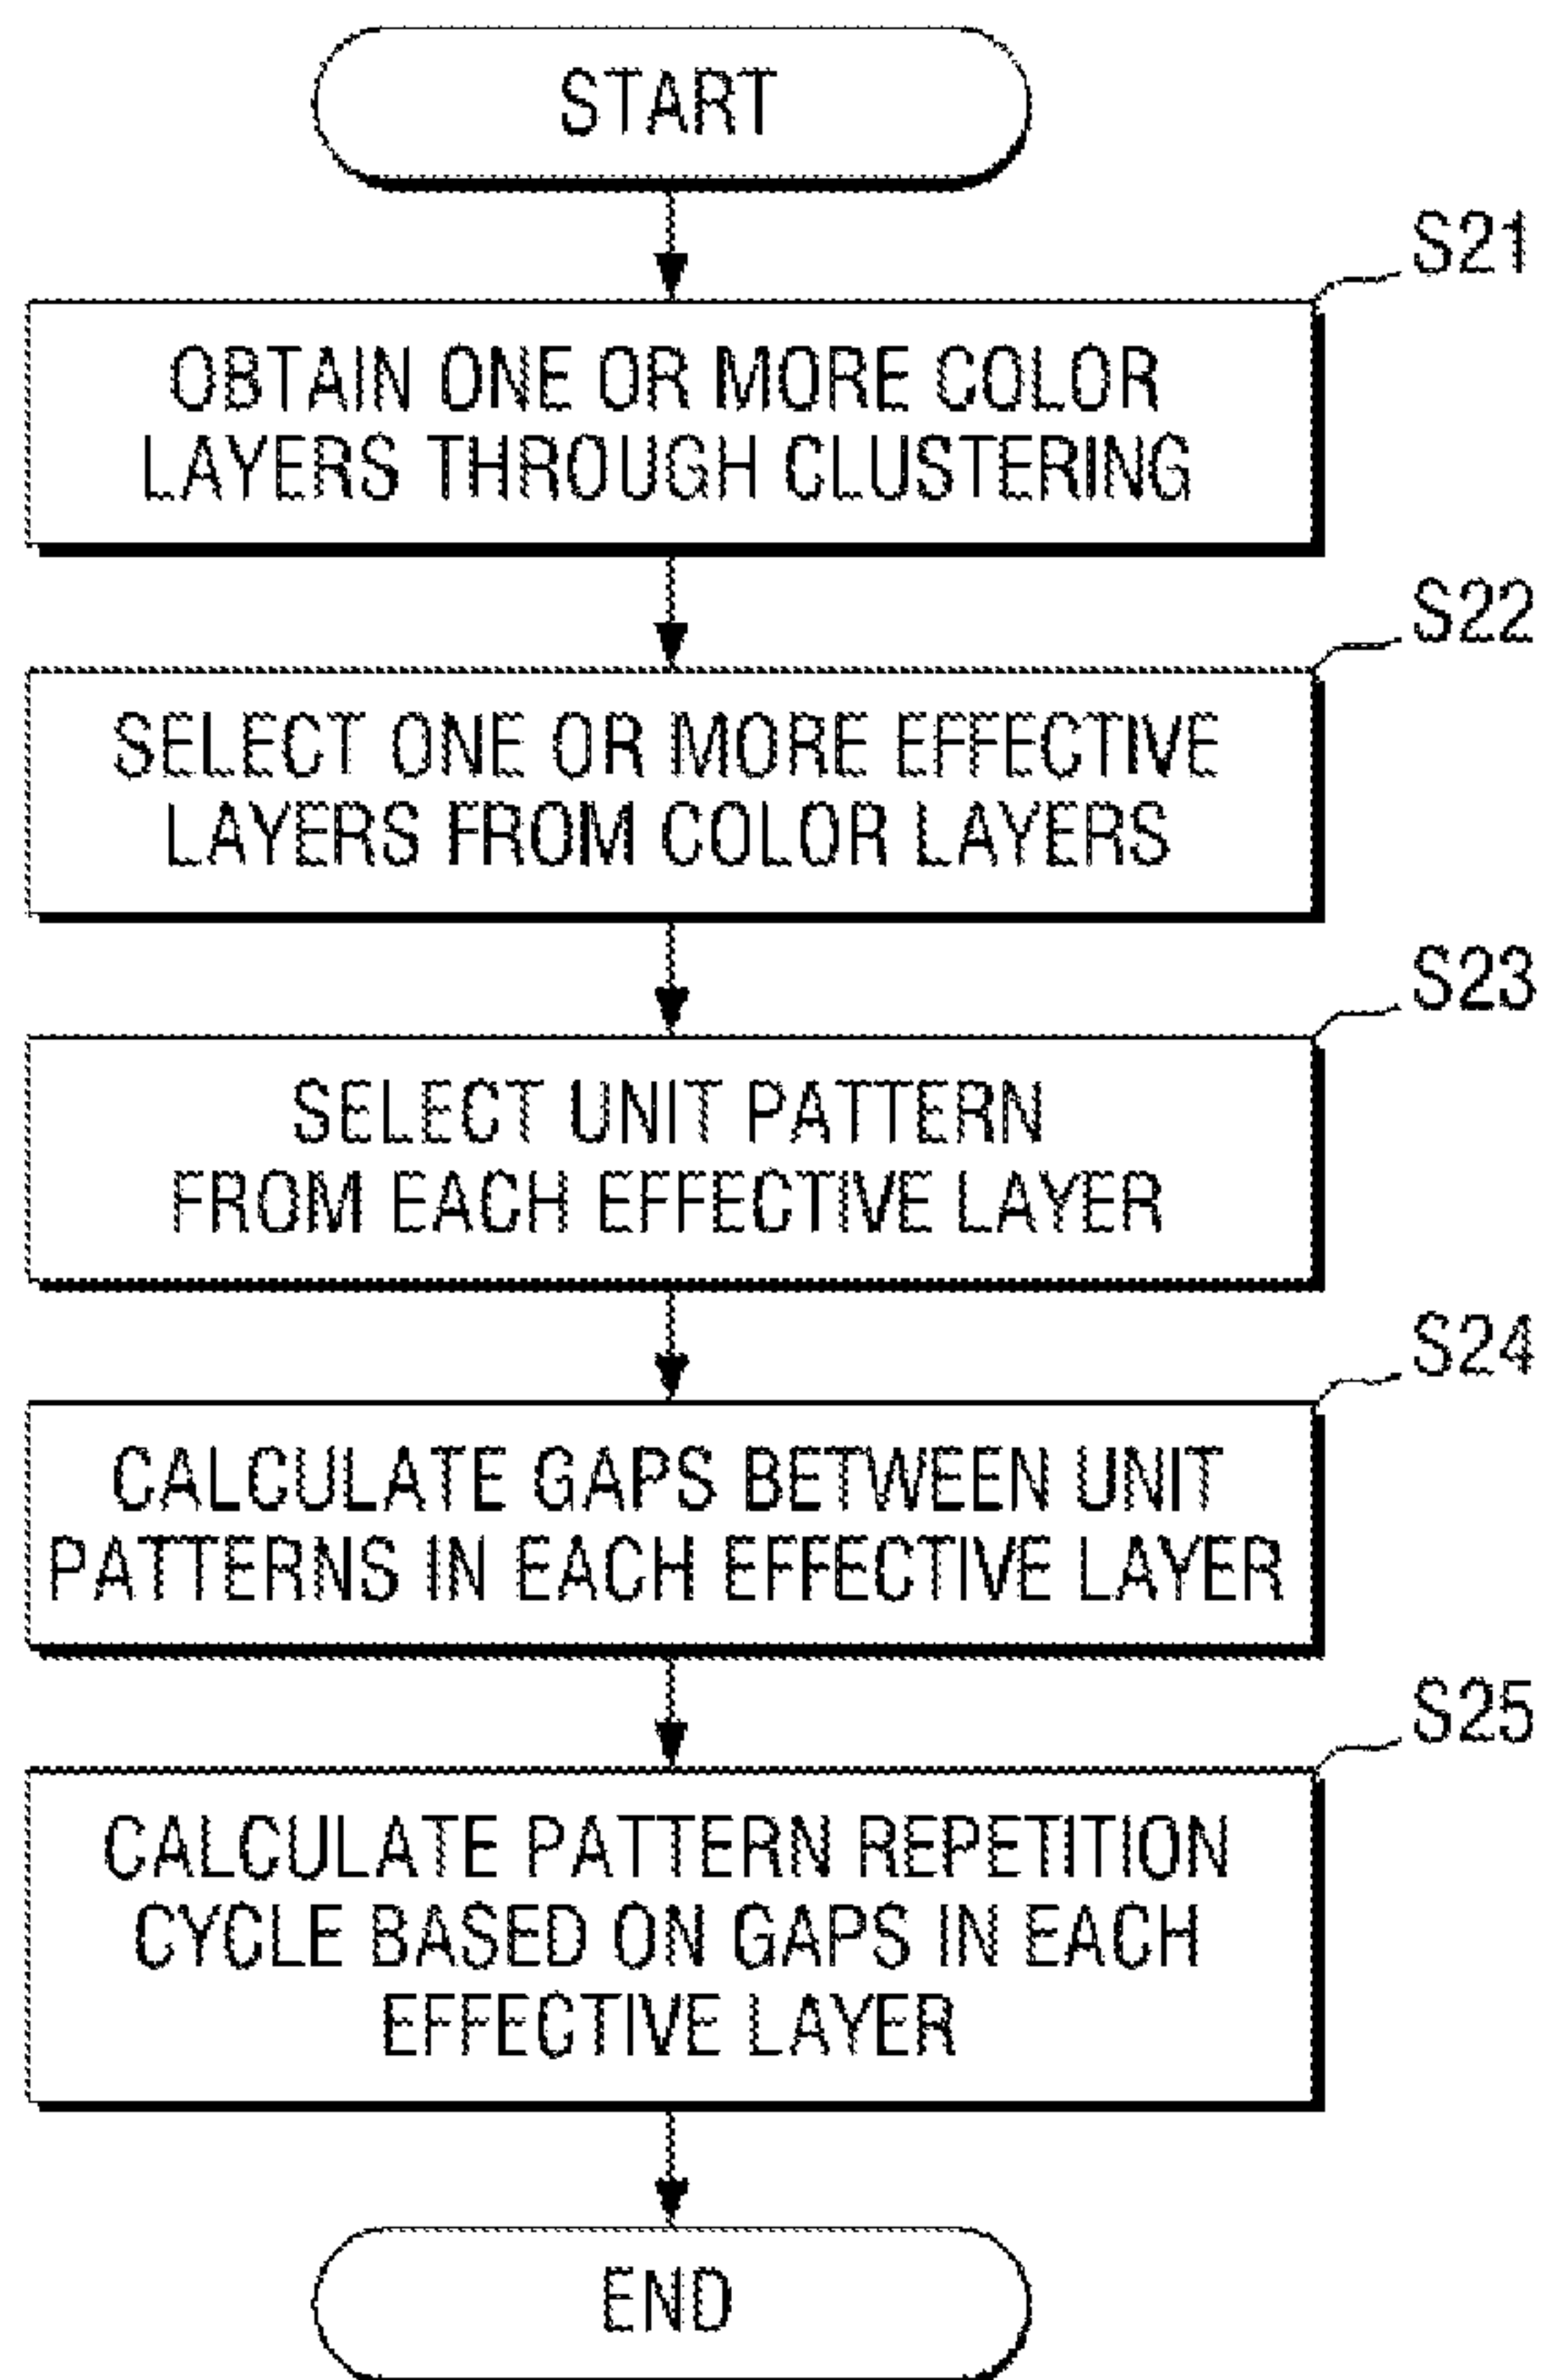 START
S21
OBTAIN ONE OR MORE COLOR
LAYERS THROUGH CLUSTERING
S22
SELECT ONE OR MORE EFFECTIVE
LAYERS FROM COLOR LAYERS
S23
SELECT UNIT PATTERN
FROM EACH EFFECTIVE LAYER
S24
CALCULATE GAPS BETWEEN UNIT
PATTERNS IN EACH EFFECTIVE LAYER
S25
CALCULATE PATTERN REPETITION
CYCLE BASED ON GAPS IN EACH
EFFECTIVE LAYER
END